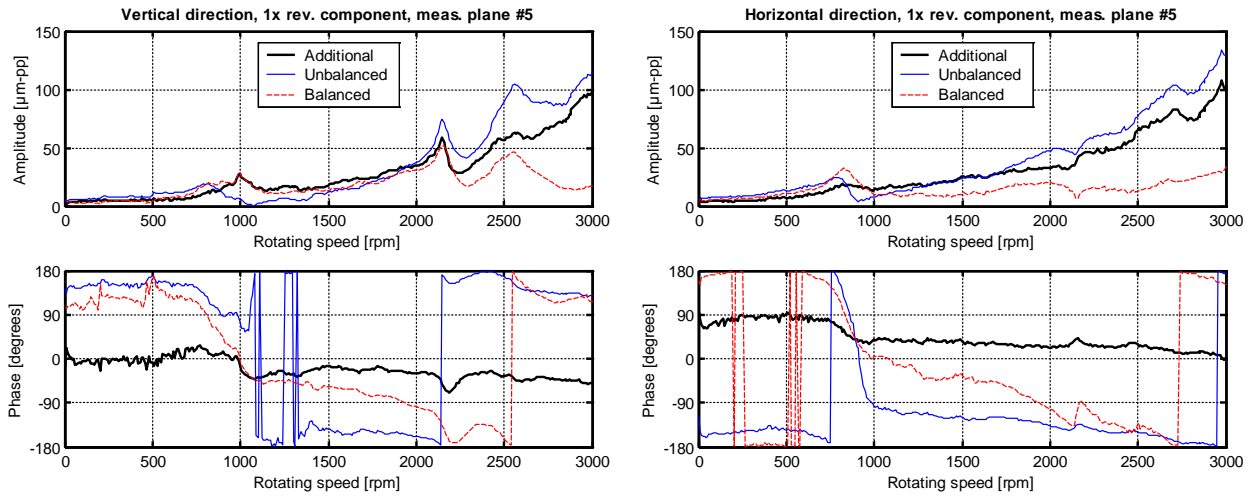 Vertical direction, 1x rev. component, meas. plane #5
150
100
50
0
Amplitude [µm-pp]
Additional
Unbalanced
Balanced
0 500 1000 1500 2000 2500 3000
Rotating speed [rpm]
180
90
0
-90
-180
Phase [degrees]
0 500 1000 1500 2000 2500 3000
Rotating speed [rpm]
Horizontal direction, 1x rev. component, meas. plane #5
150
100
50
0
Amplitude [µm-pp]
Additional
Unbalanced
Balanced
0 500 1000 1500 2000 2500 3000
Rotating speed [rpm]
180
90
0
-90
-180
Phase [degrees]
0 500 1000 1500 2000 2500 3000
Rotating speed [rpm]